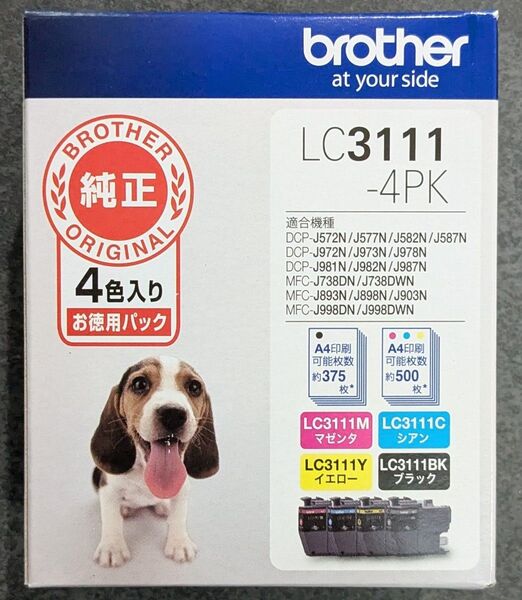 brother
at your side
BROTHER
純正
ORIGINAL
4色入り
お徳用パック
LC3111
-4PK
適合機種
DCP-J572N/J577N/J582N/J587N
DCP-J972N/J973N/J978N
DCP-J981N/J982N/J987N
MFC-J738DN/J738DWN
MFC-J893N/J898N/J903N
MFC-J998DN/J998DWN
A4印刷
可能枚数
約375
枚*
A4印刷
可能枚数
約500
枚*
LC3111M
マゼンタ
LC3111C
シアン
LC3111Y
イエロー
LC3111BK
ブラック